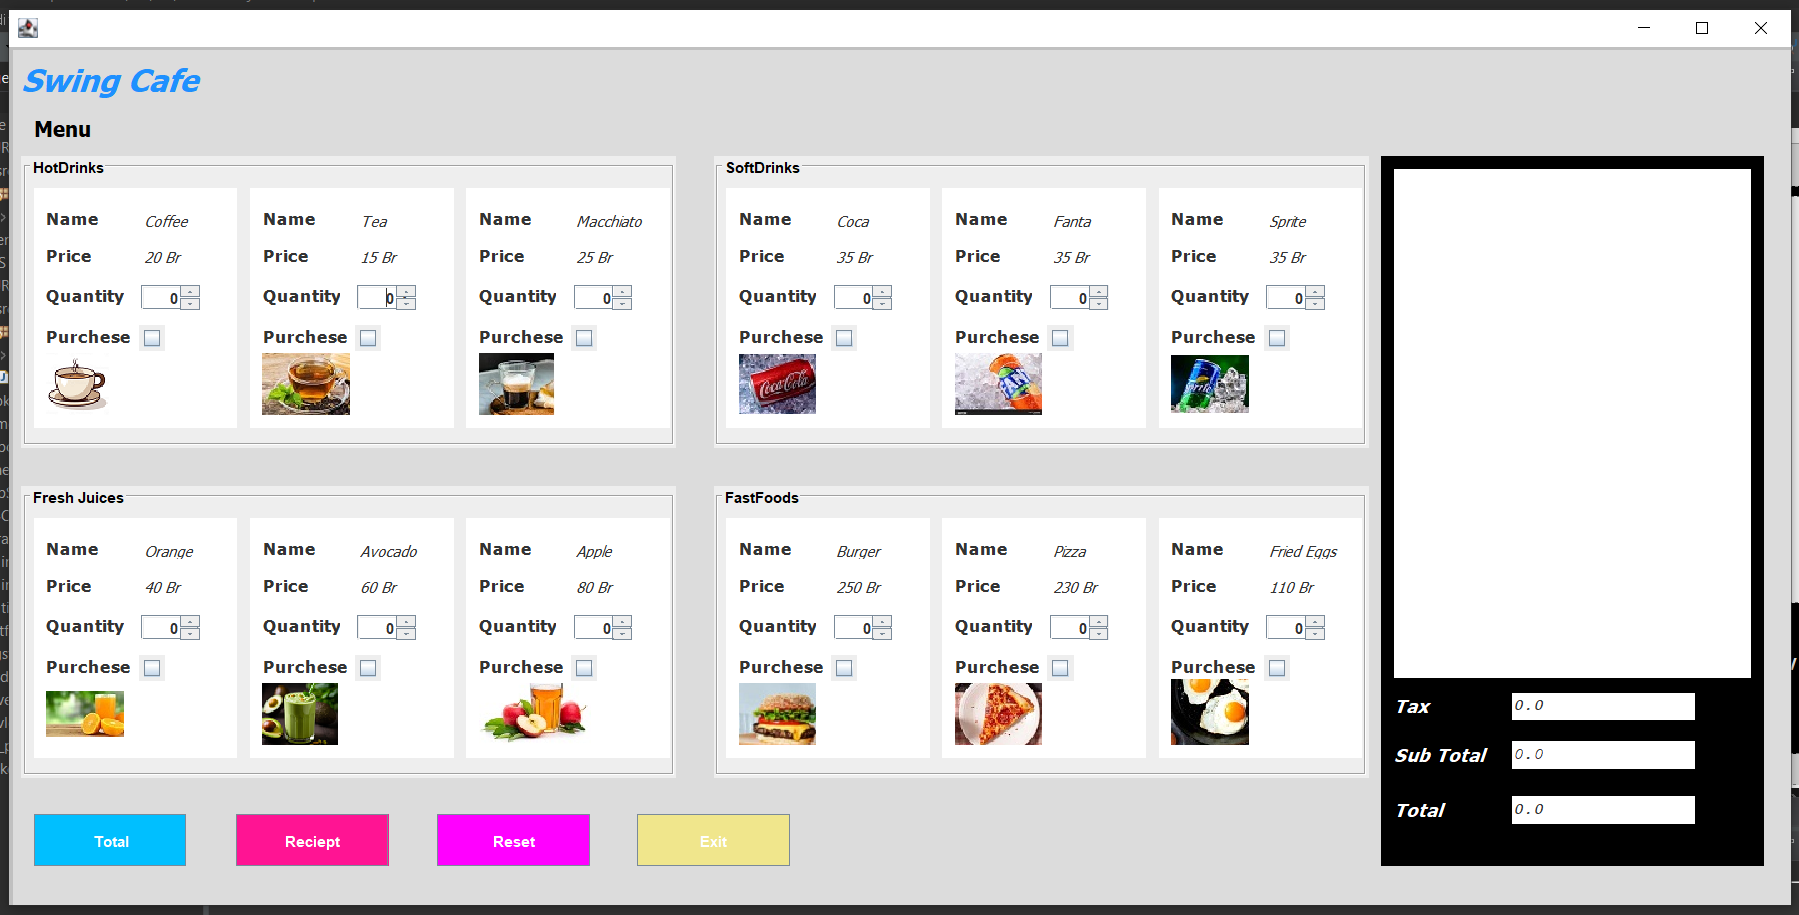 Swing Cafe
Menu
HotDrinks
Name Coffee
Price 20 Br
Quantity 0
Purchese
Name Tea
Price 15 Br
Quantity 0
Purchese
Name Macchiato
Price 25 Br
Quantity 0
Purchese
SoftDrinks
Name Coca
Price 35 Br
Quantity 0
Purchese
Coca-Cola
Name Fanta
Price 35 Br
Quantity 0
Purchese
Name Sprite
Price 35 Br
Quantity 0
Purchese
Sprite
Fresh Juices
Name Orange
Price 40 Br
Quantity 0
Purchese
Name Avocado
Price 60 Br
Quantity 0
Purchese
Name Apple
Price 80 Br
Quantity 0
Purchese
FastFoods
Name Burger
Price 250 Br
Quantity 0
Purchese
Name Pizza
Price 230 Br
Quantity 0
Purchese
Name Fried Eggs
Price 110 Br
Quantity 0
Purchese
Tax 0.0
Sub Total 0.0
Total 0.0
Total
Reciept
Reset
Exit